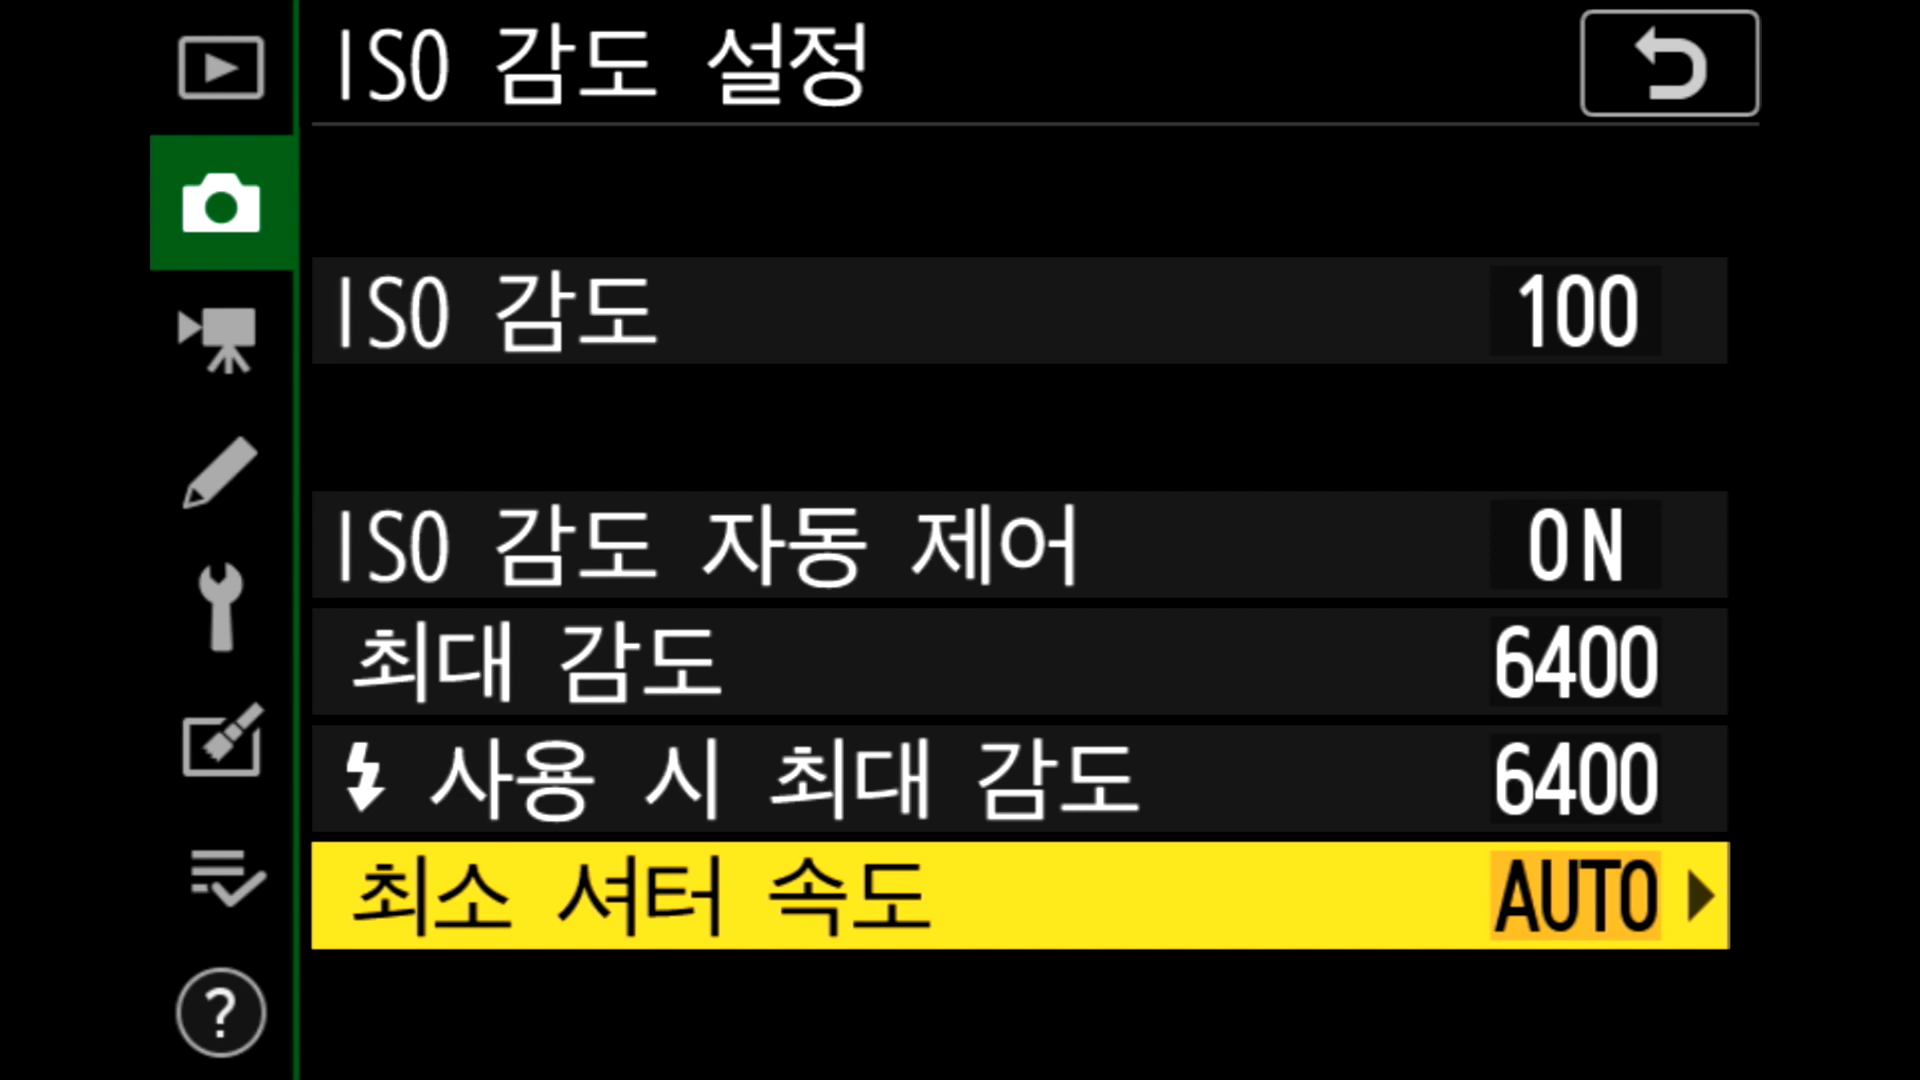 ISO 감도 설정
ISO 감도 100
ISO 감도 자동 제어 ON
최대 감도 6400
사용 시 최대 감도 6400
최소 셔터 속도 AUTO
?